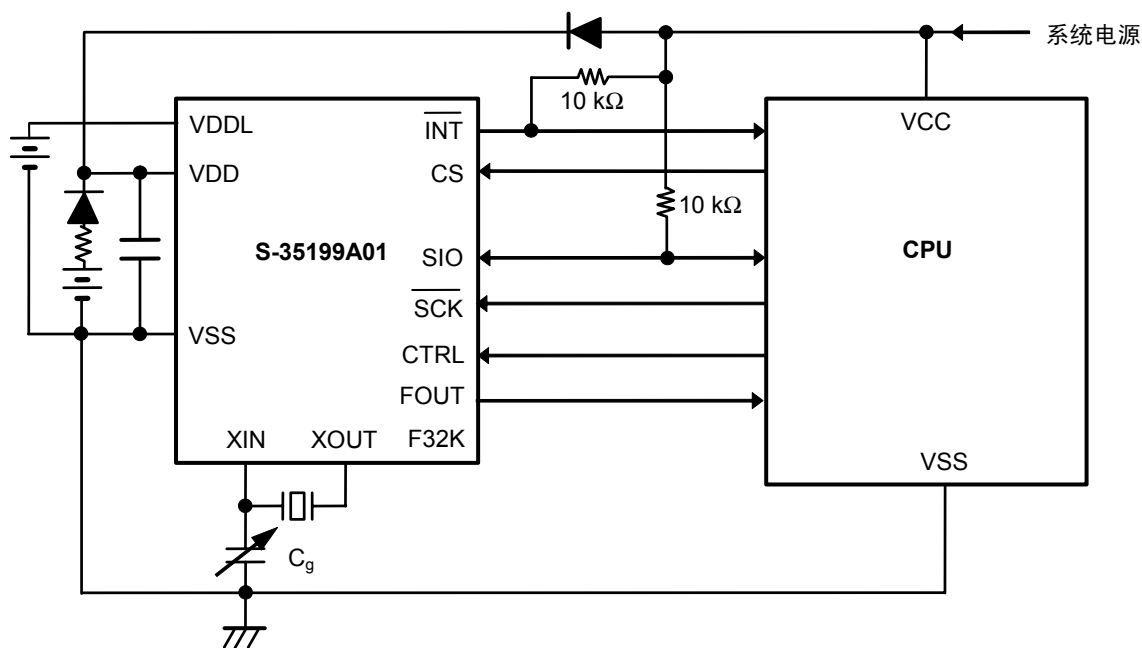 系统电源
10 kΩ
VDDL
INT
VCC
VDD
CS
10 kΩ
S-35199A01
SIO
CPU
SCK
VSS
CTRL
FOUT
XIN
XOUT
F32K
VSS
Cg